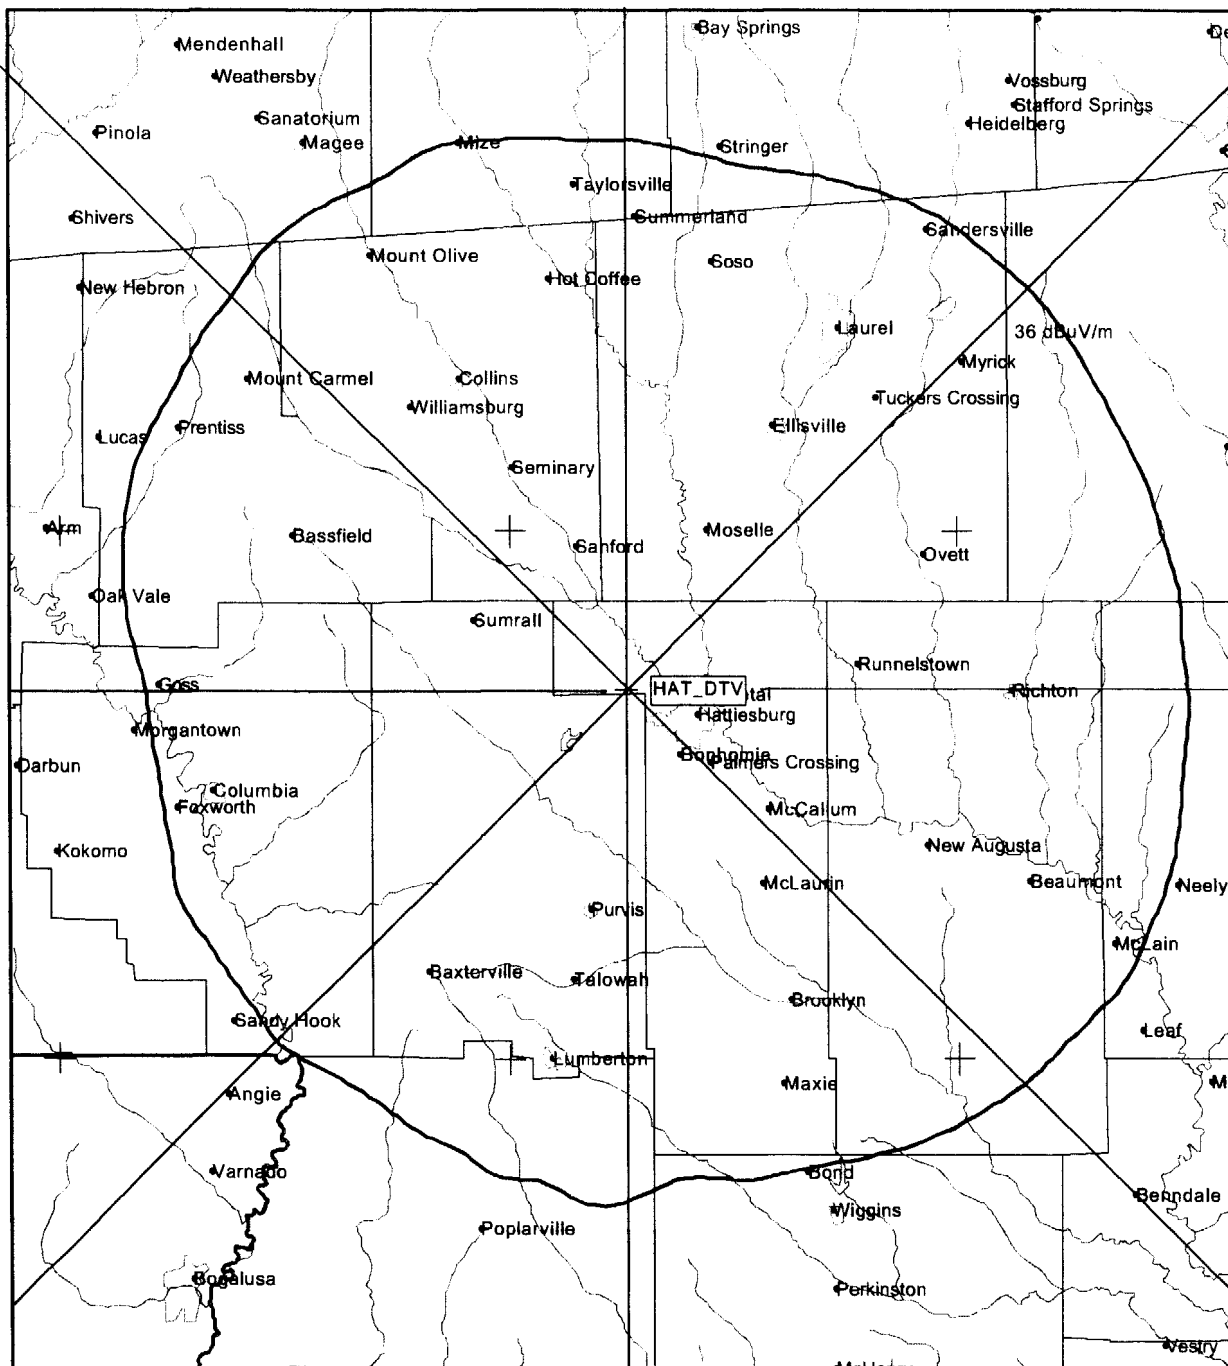 Bay Springs
Mendenhall
Weathersby
Vossburg
Stafford Springs
Sanatorium
Heidelberg
Pinola
Magee
Mize
Stringer
Taylorsville
Shivers
Summerland
Sandersville
Mount Olive
Soso
Hot Coffee
New Hebron
Laurel
36 dBuV/m
Myrick
Mount Carmel
Collins
Tuckers Crossing
Williamsburg
Prentiss
Ellisville
Lucas
Seminary
Arm
Moselle
Bassfield
Sanford
Ovett
Oak Vale
Sumrall
Runnelstown
Goss
HAT_DTV
Richton
Hattiesburg
Morgantown
Bonhomie
Palmers Crossing
Darbun
Columbia
Foxworth
McCallum
New Augusta
Kokomo
McLaurin
Beaumont
Neely
Purvis
McLain
Baxterville
Talowah
Brooklyn
Sandy Hook
Leaf
Lumberton
Maxie
Angie
Varnado
Bond
Benndale
Wiggins
Poplarville
Bogalusa
Perkinston
Vestry